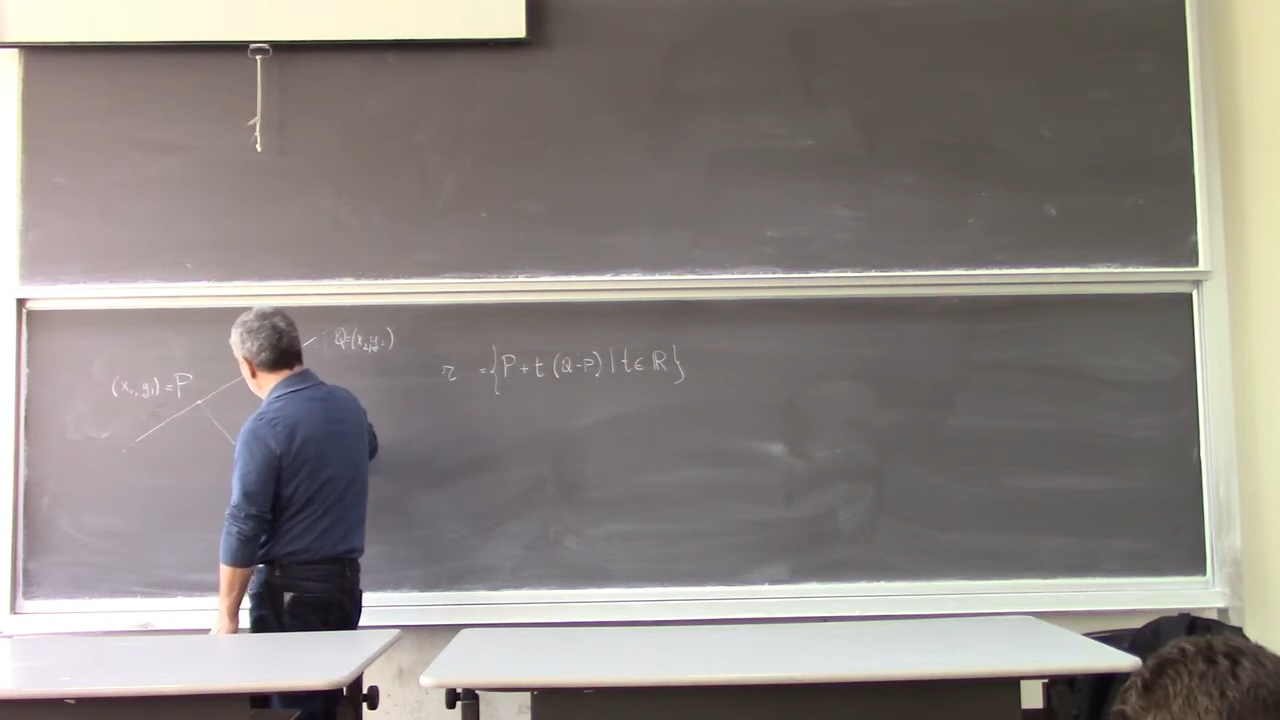 Q=(x₂,y₂)
r = {P+t(Q-P) | t∈ℝ}
(x₁, y₁) = P